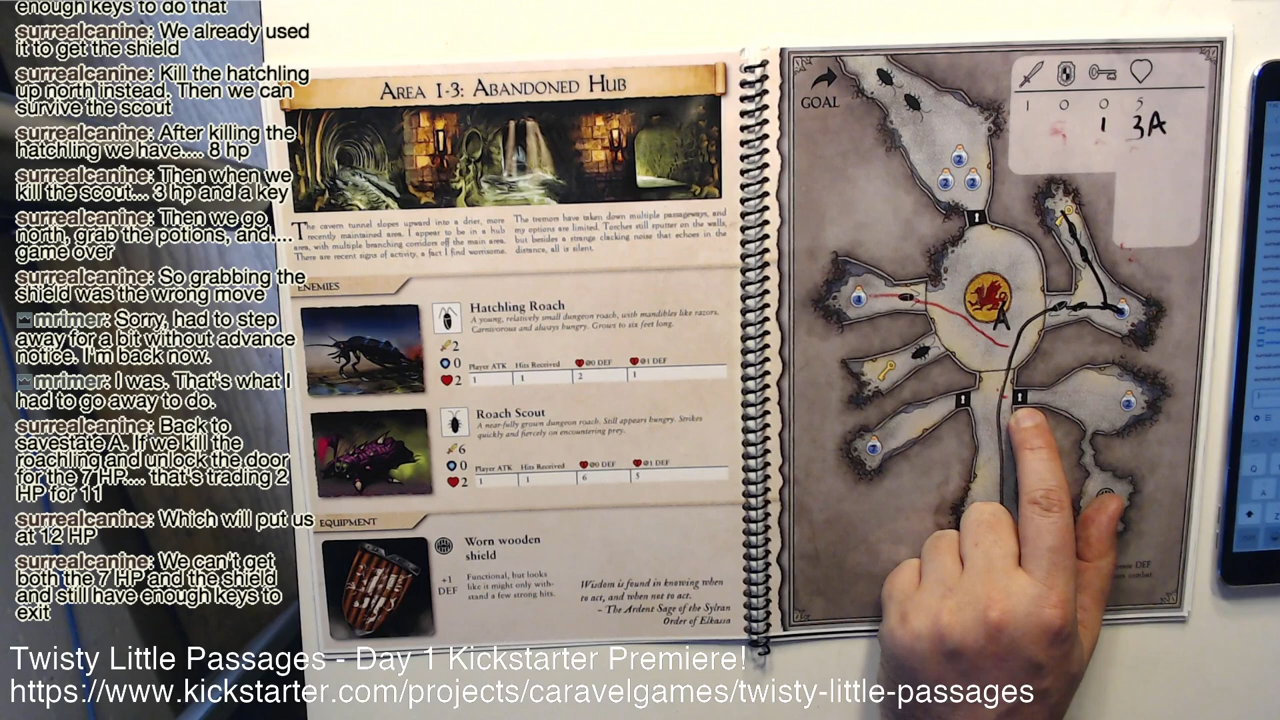 enough keys to do that
surrealcanine: We already used
it to get the shield
surrealcanine: Kill the hatchling
up north instead. Then we can
survive the scout
surrealcanine: After killing the
hatchling we have.... 8 hp
surrealcanine: Then when we
kill the scout... 3 hp and a key
surrealcanine: Then we go
north, grab the potions, and....
game over
surrealcanine: So grabbing the
shield was the wrong move
mrimer: Sorry, had to step
away for a bit without advance
notice. I'm back now.
mrimer: I was. That's what I
had to go away to do.
surrealcanine: Back to
savestate A. If we kill the
roachling and unlock the door
for the 7 HP.... that's trading 2
HP for 11
surrealcanine: Which will put us
at 12 HP
surrealcanine: We can't get
both the 7 HP and the shield
and still have enough keys to
exit
Area 1-3: Abandoned Hub
The cavern tunnel slopes upward into a drier, more
recently maintained area. I appear to be in a hub
area, with multiple branching corridors off the main area.
There are recent signs of activity, a fact I find worrisome.
The tremors have taken down multiple passageways, and
my options are limited. Torches still sputter on the walls,
but besides a strange clacking noise that echoes in the
distance, all is silent.
Enemies
Hatchling Roach
A young, relatively small dungeon roach, with mandibles like razors.
Carnivorous and always hungry. Grows to six feet long.
2
0
2
Player ATK Hits Received @0 DEF @1 DEF
1 1 2 1
Roach Scout
A near-fully grown dungeon roach. Still appears hungry. Strikes
quickly and fiercely on encountering prey.
6
0
2
Player ATK Hits Received @0 DEF @1 DEF
1 1 6 5
Equipment
Worn wooden
shield
+1
DEF
Functional, but looks
like it might only with-
stand a few strong hits.
Wisdom is found in knowing when
to act, and when not to act.
- The Ardent Sage of the Sylran
Order of Elkassa
GOAL
1 0 0 5
1 3A
2
2 2
4
A
DEF
Twisty Little Passages - Day 1 Kickstarter Premiere!
https://www.kickstarter.com/projects/caravelgames/twisty-little-passages